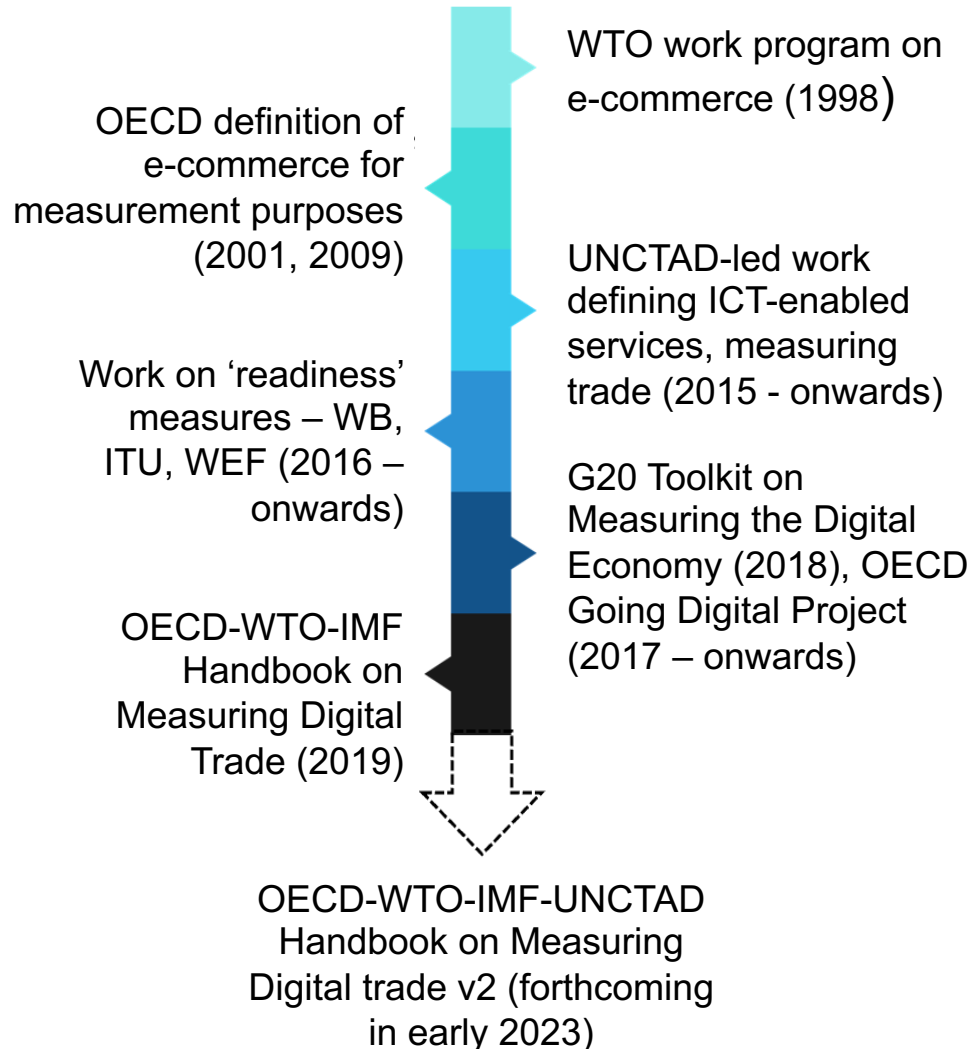 WTO work program on
e-commerce (1998)
OECD definition of
e-commerce for
measurement purposes
(2001, 2009)
UNCTAD-led work
defining ICT-enabled
services, measuring
trade (2015 - onwards)
Work on ‘readiness’
measures – WB,
ITU, WEF (2016 –
onwards)
G20 Toolkit on
Measuring the Digital
Economy (2018), OECD
Going Digital Project
(2017 – onwards)
OECD-WTO-IMF
Handbook on
Measuring Digital
Trade (2019)
OECD-WTO-IMF-UNCTAD
Handbook on Measuring
Digital trade v2 (forthcoming
in early 2023)